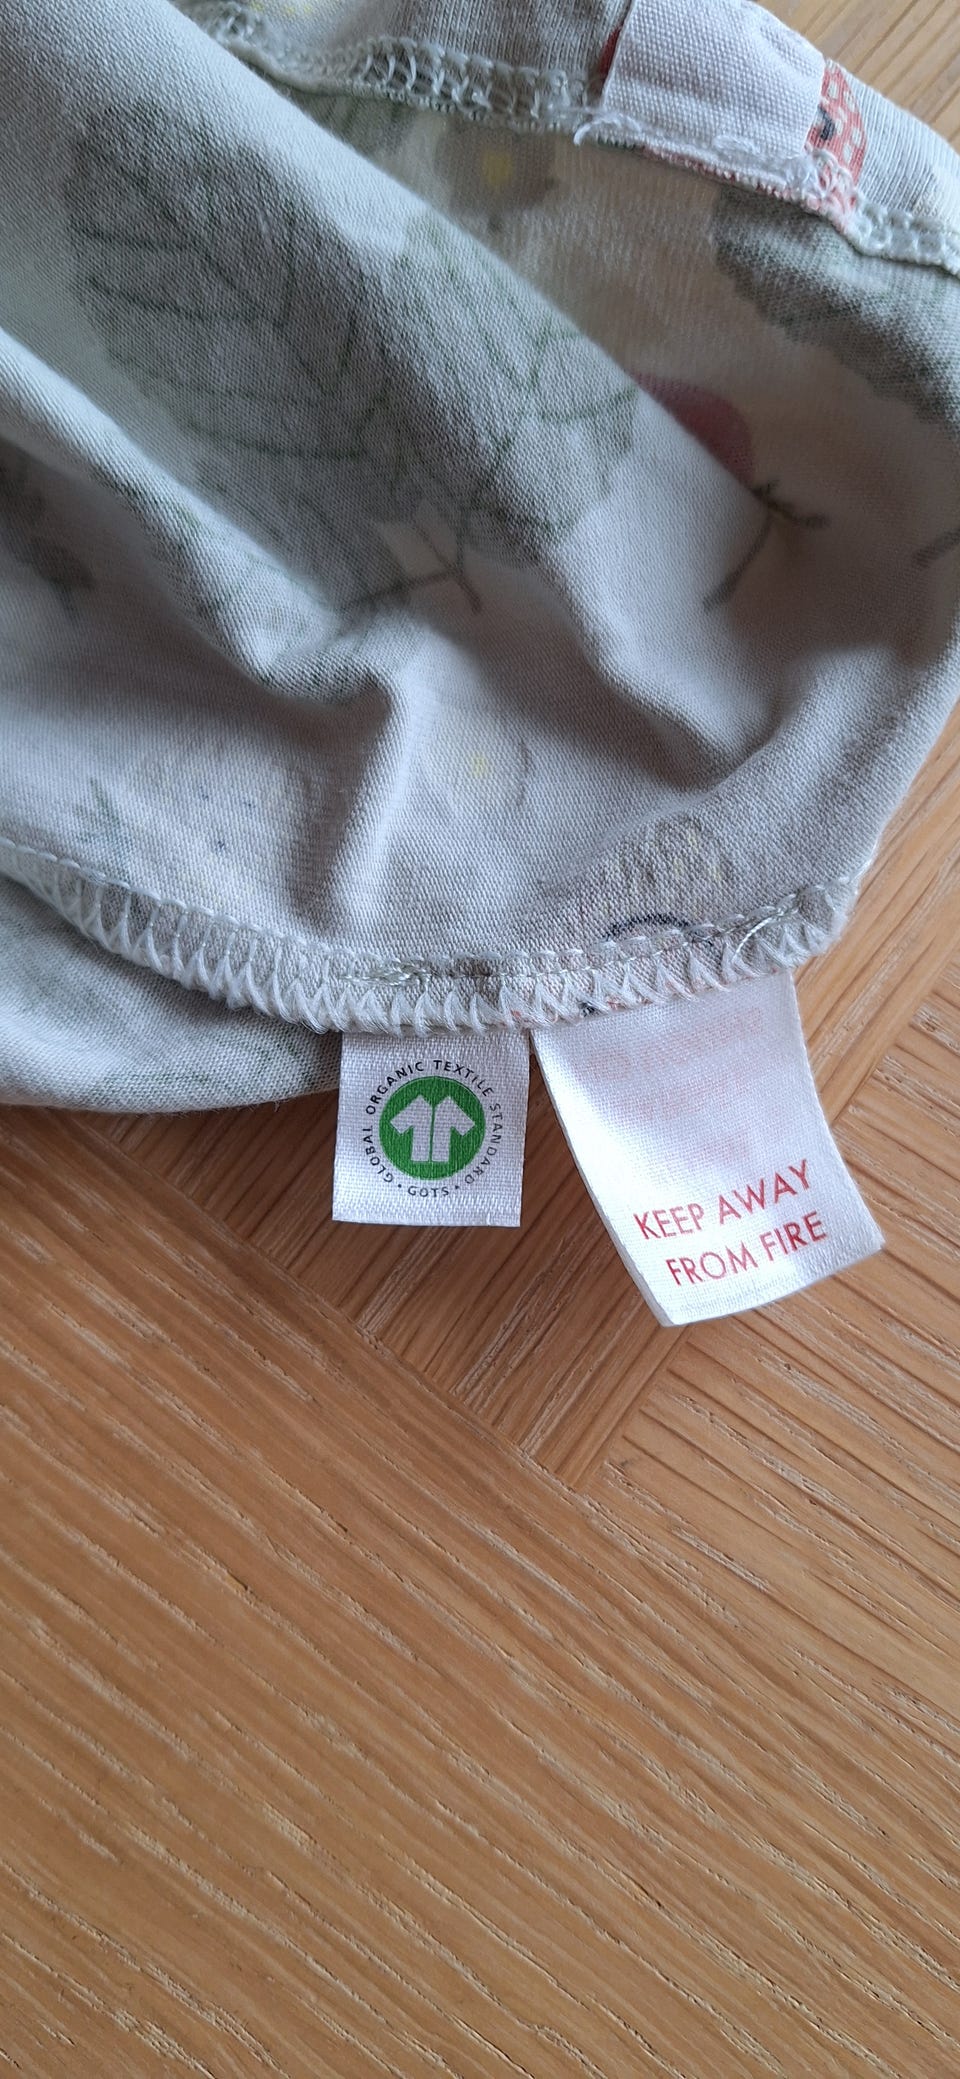 GLOBAL ORGANIC TEXTILE STANDARD
· GOTS ·
KEEP AWAY
FROM FIRE